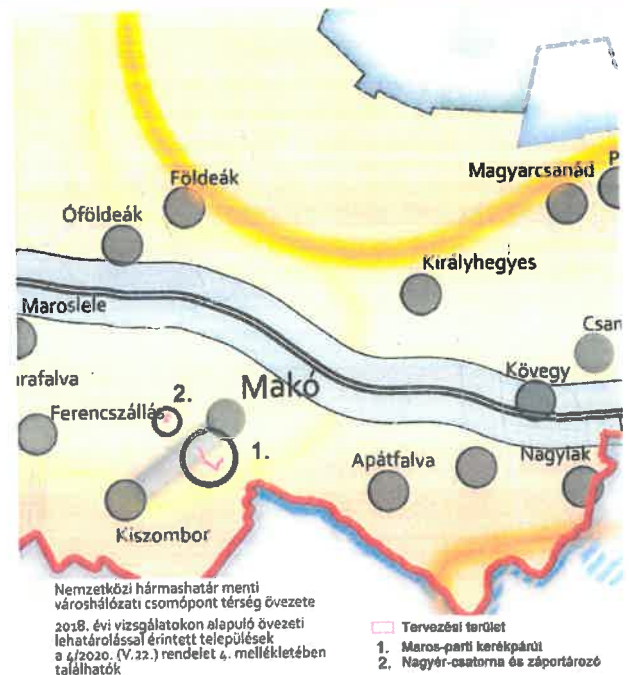 Földeák
Magyarcsanád
P
Óföldeák
Királyhegyes
Maroslele
Csan
Kövegy
arafalva
2.
Makó
Ferencszállás
1.
Apátfalva
Nagylak
Kiszombor
Nemzetközi hármashatár menti
városhálózati csomópont térség övezete
2018. évi vizsgálatokon alapuló övezeti
lehatárolással érintett települések
a 4/2020. (V.22.) rendelet 4. mellékletében
találhatók
Tervezési terület
1. Maros-parti kerékpárút
2. Nagyér-csatorna és záportározó